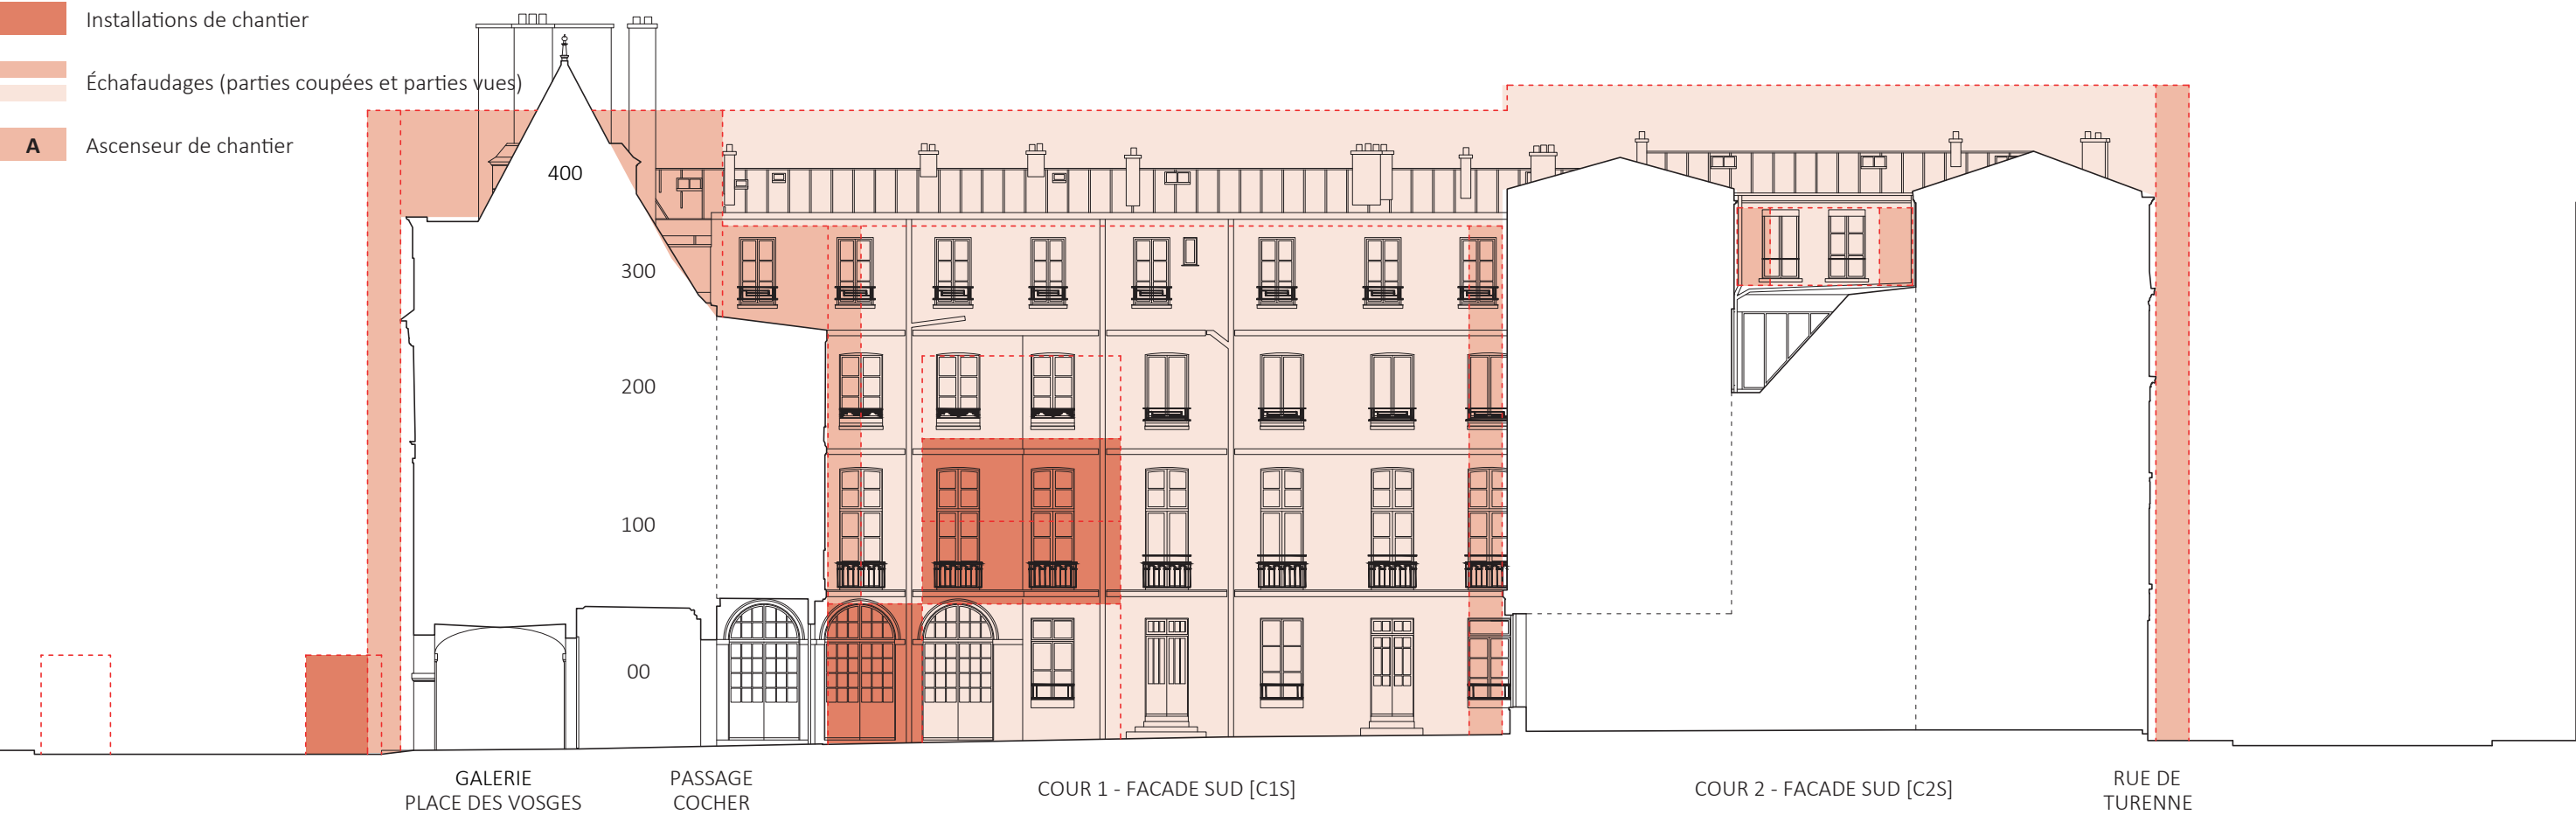 Installations de chantier
Échafaudages (parties coupées et parties vues)
A Ascenseur de chantier
400
300
200
100
00
GALERIE
PLACE DES VOSGES
PASSAGE
COCHER
COUR 1 - FACADE SUD [C1S]
COUR 2 - FACADE SUD [C2S]
RUE DE
TURENNE